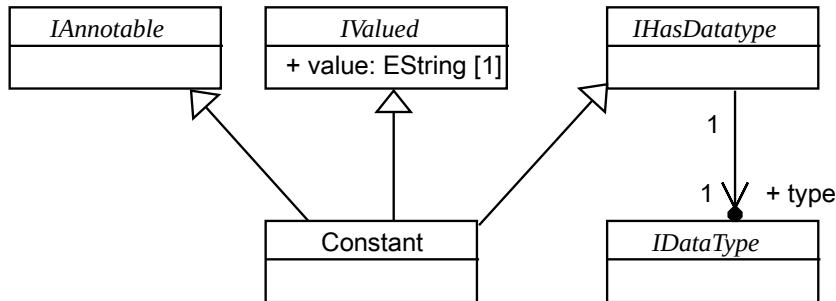 IAnnotable
IValued
IHasDatatype
+ value: EString [1]
1
1
+ type
Constant
IDataType